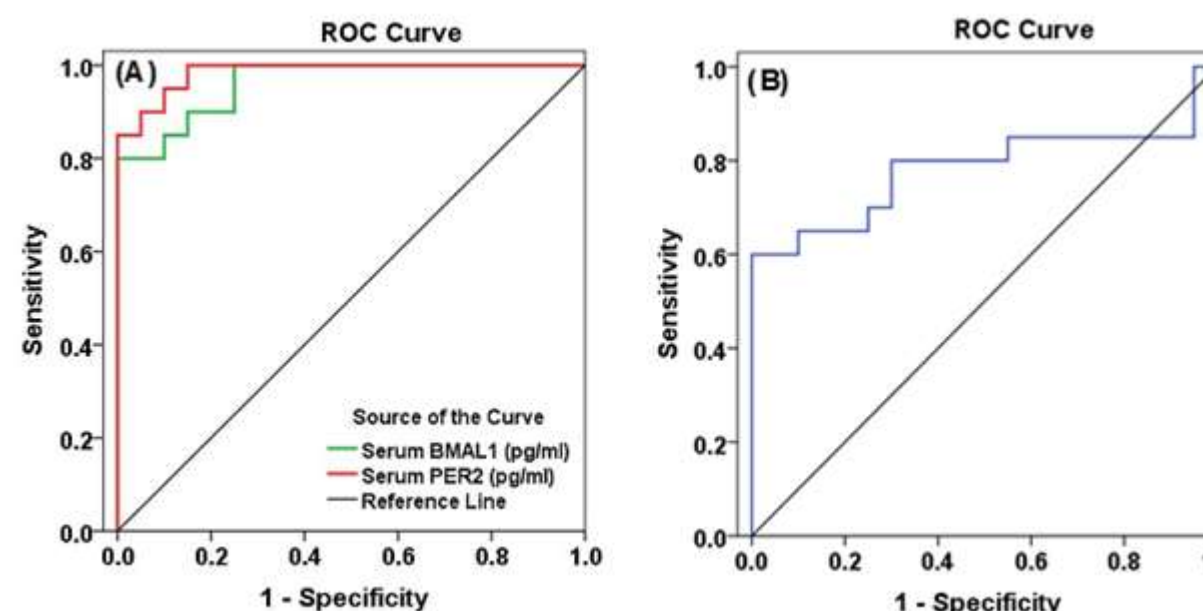 ROC Curve
(A)
1.0
0.8
0.6
0.4
0.2
0.0
Sensitivity
Source of the Curve
Serum BMAL1 (pg/ml)
Serum PER2 (pg/ml)
Reference Line
0.0 0.2 0.4 0.6 0.8 1.0
1 - Specificity
ROC Curve
(B)
1.0
0.8
0.6
0.4
0.2
0.0
Sensitivity
0.0 0.2 0.4 0.6 0.8
1 - Specificity